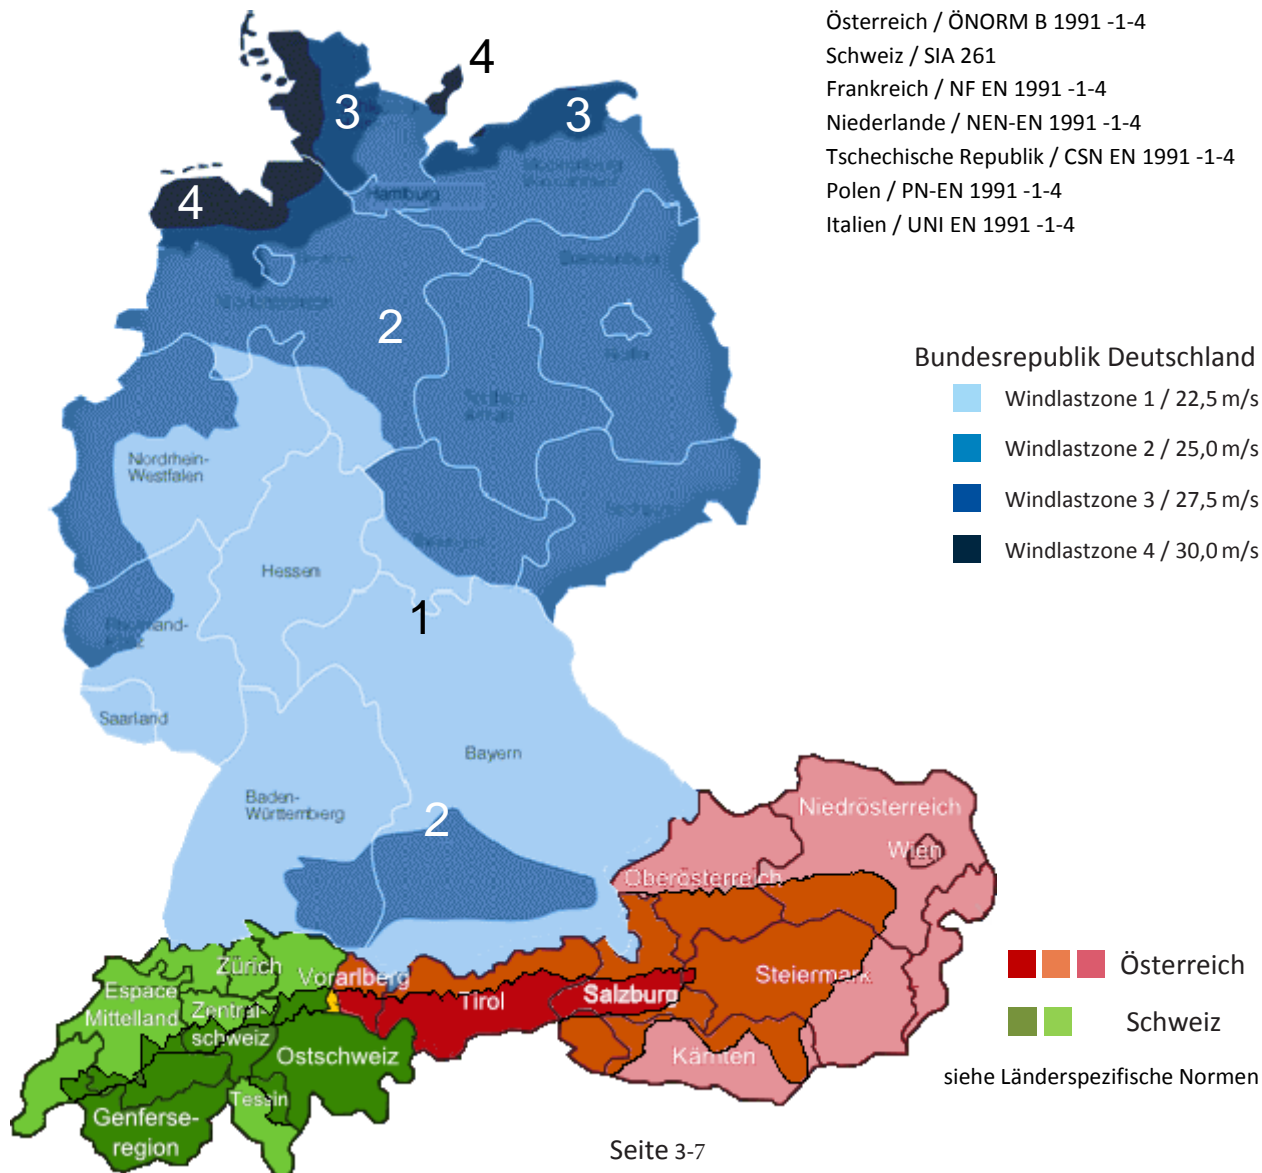 Österreich / ÖNORM B 1991 -1-4
Schweiz / SIA 261
Frankreich / NF EN 1991 -1-4
Niederlande / NEN-EN 1991 -1-4
Tschechische Republik / CSN EN 1991 -1-4
Polen / PN-EN 1991 -1-4
Italien / UNI EN 1991 -1-4
4
3
3
4
Hamburg
2
Bundesrepublik Deutschland
Windlastzone 1 / 22,5 m/s
Windlastzone 2 / 25,0 m/s
Windlastzone 3 / 27,5 m/s
Windlastzone 4 / 30,0 m/s
Nordrhein-
Westfalen
Hessen
1
Rheinland-
Pfalz
Saarland
Bayern
Baden-
Württemberg
2
Niedrösterreich
Wien
Oberösterreich
Zürich
Vorarlberg
Espace
Mittelland
Zentral-
schweiz
Tirol
Salzburg
Steiermark
Ostschweiz
Kärnten
Tessin
Genferse-
region
Österreich
Schweiz
siehe Länderspezifische Normen
Seite 3-7